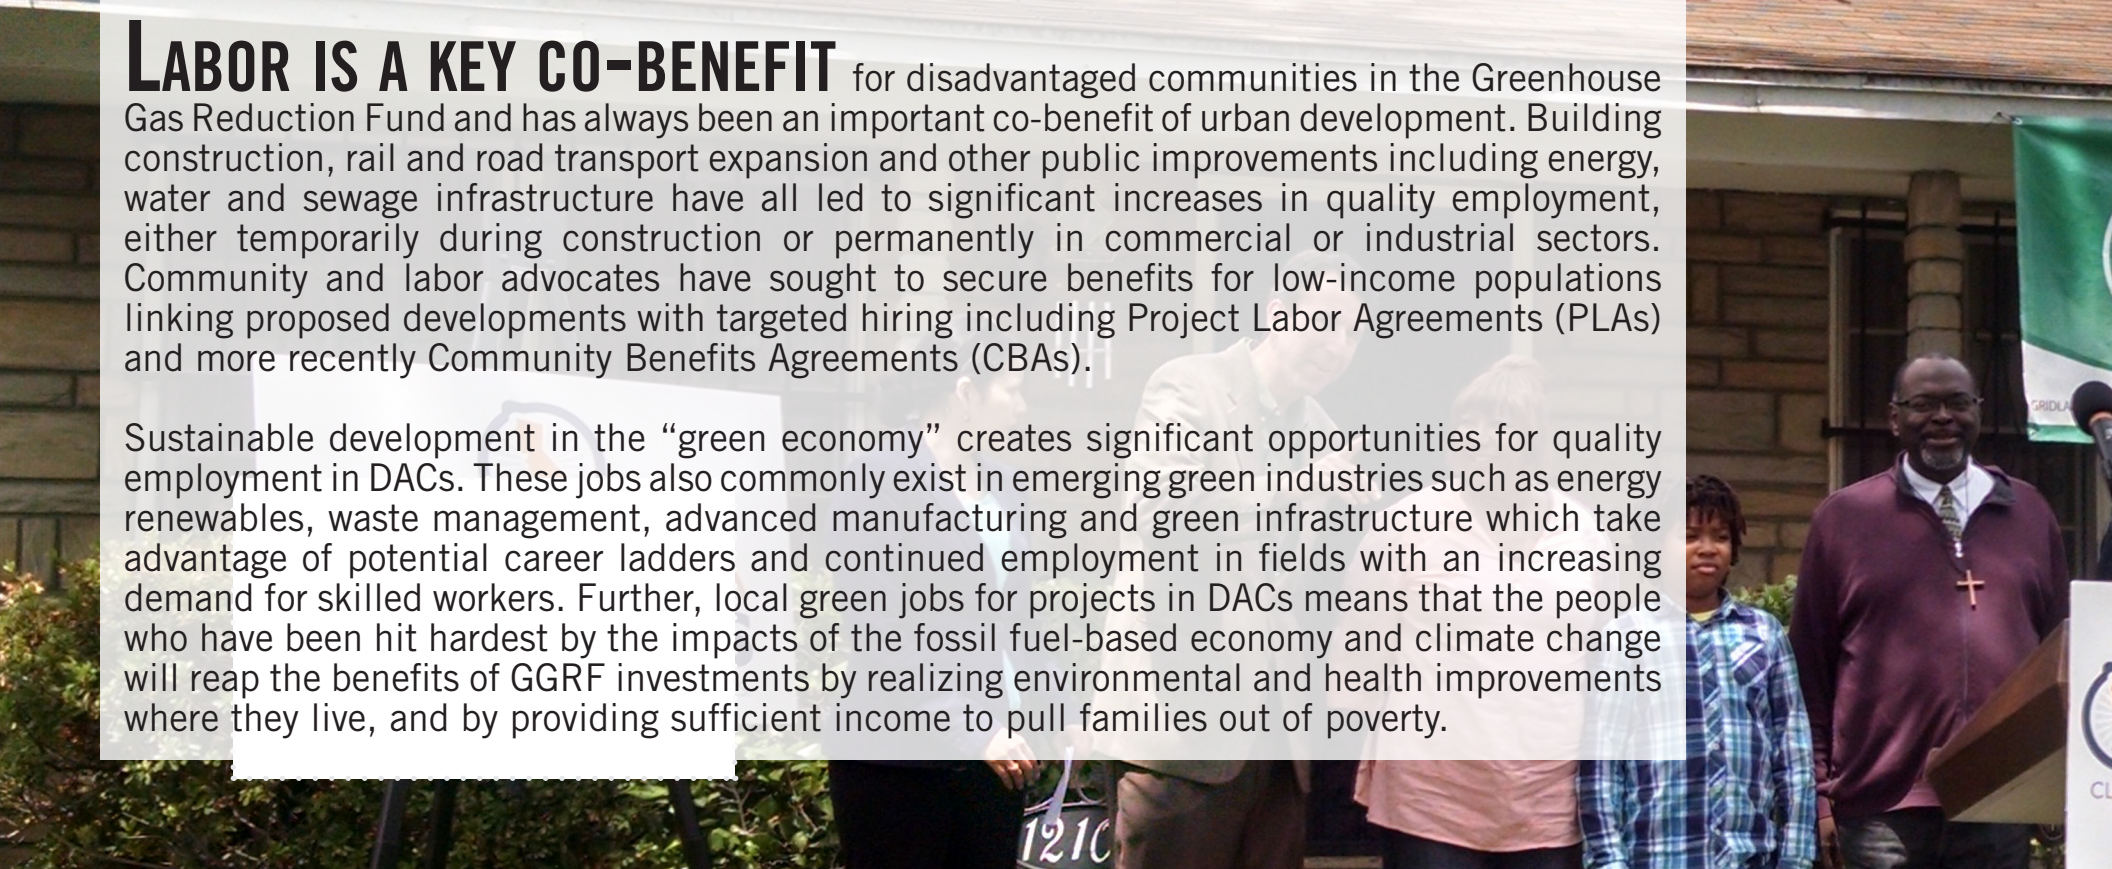 LABOR IS A KEY CO-BENEFIT for disadvantaged communities in the Greenhouse
Gas Reduction Fund and has always been an important co-benefit of urban development. Building
construction, rail and road transport expansion and other public improvements including energy,
water and sewage infrastructure have all led to significant increases in quality employment,
either temporarily during construction or permanently in commercial or industrial sectors.
Community and labor advocates have sought to secure benefits for low-income populations
linking proposed developments with targeted hiring including Project Labor Agreements (PLAs)
and more recently Community Benefits Agreements (CBAs).
Sustainable development in the “green economy” creates significant opportunities for quality
employment in DACs. These jobs also commonly exist in emerging green industries such as energy
renewables, waste management, advanced manufacturing and green infrastructure which take
advantage of potential career ladders and continued employment in fields with an increasing
demand for skilled workers. Further, local green jobs for projects in DACs means that the people
who have been hit hardest by the impacts of the fossil fuel-based economy and climate change
will reap the benefits of GGRF investments by realizing environmental and health improvements
where they live, and by providing sufficient income to pull families out of poverty.
GRIDLA
CL
121